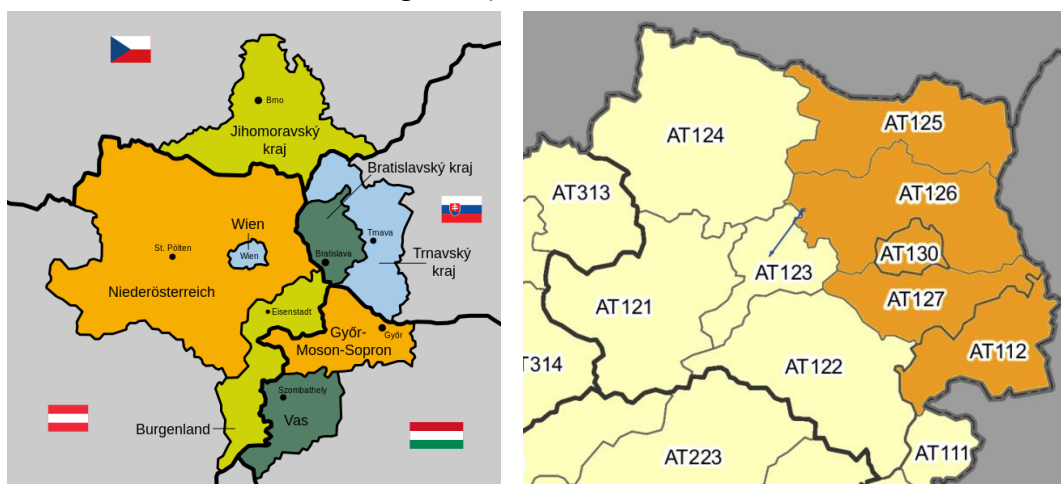 Brno
Jihomoravský
kraj
Bratislavský kraj
Wien
Wien
Trnava
St. Pölten
Bratislava
Trnavský
kraj
Niederösterreich
Eisenstadt
Győr-
Moson-Sopron
Győr
Szombathely
Vas
Burgenland
AT124
AT125
AT126
AT313
AT130
AT123
AT121
AT127
AT112
AT122
T314
AT111
AT223